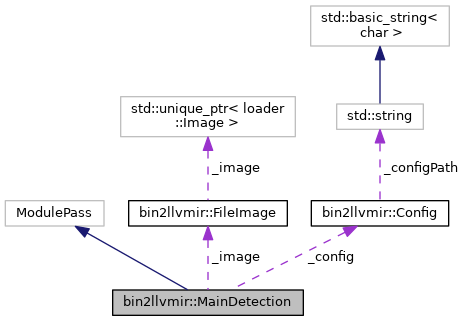 std::basic_string<
char >
std::unique_ptr< loader
::Image >
std::string
_image
_configPath
ModulePass
bin2llvmir::FileImage
bin2llvmir::Config
_image
_config
bin2llvmir::MainDetection